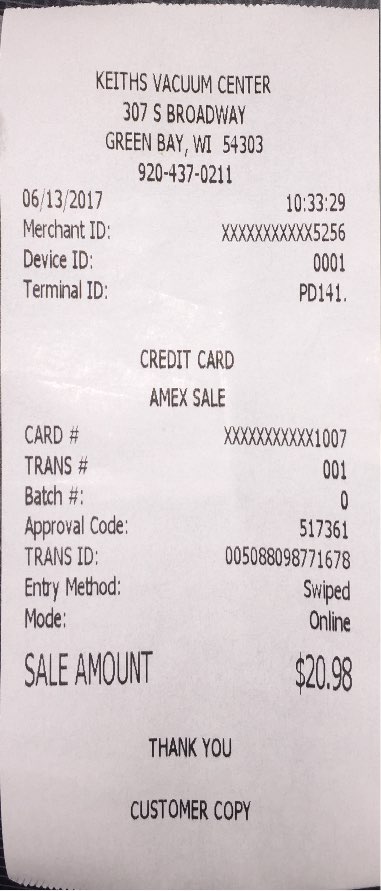 KEITHS VACUUM CENTER
307 S BROADWAY
GREEN BAY, WI 54303
920-437-0211
06/13/2017 10:33:29
Merchant ID: XXXXXXXXXXX5256
Device ID: 0001
Terminal ID: PD141.
CREDIT CARD
AMEX SALE
CARD # XXXXXXXXXXX1007
TRANS # 001
Batch #: 0
Approval Code: 517361
TRANS ID: 005088098771678
Entry Method: Swiped
Mode: Online
SALE AMOUNT $20.98
THANK YOU
CUSTOMER COPY